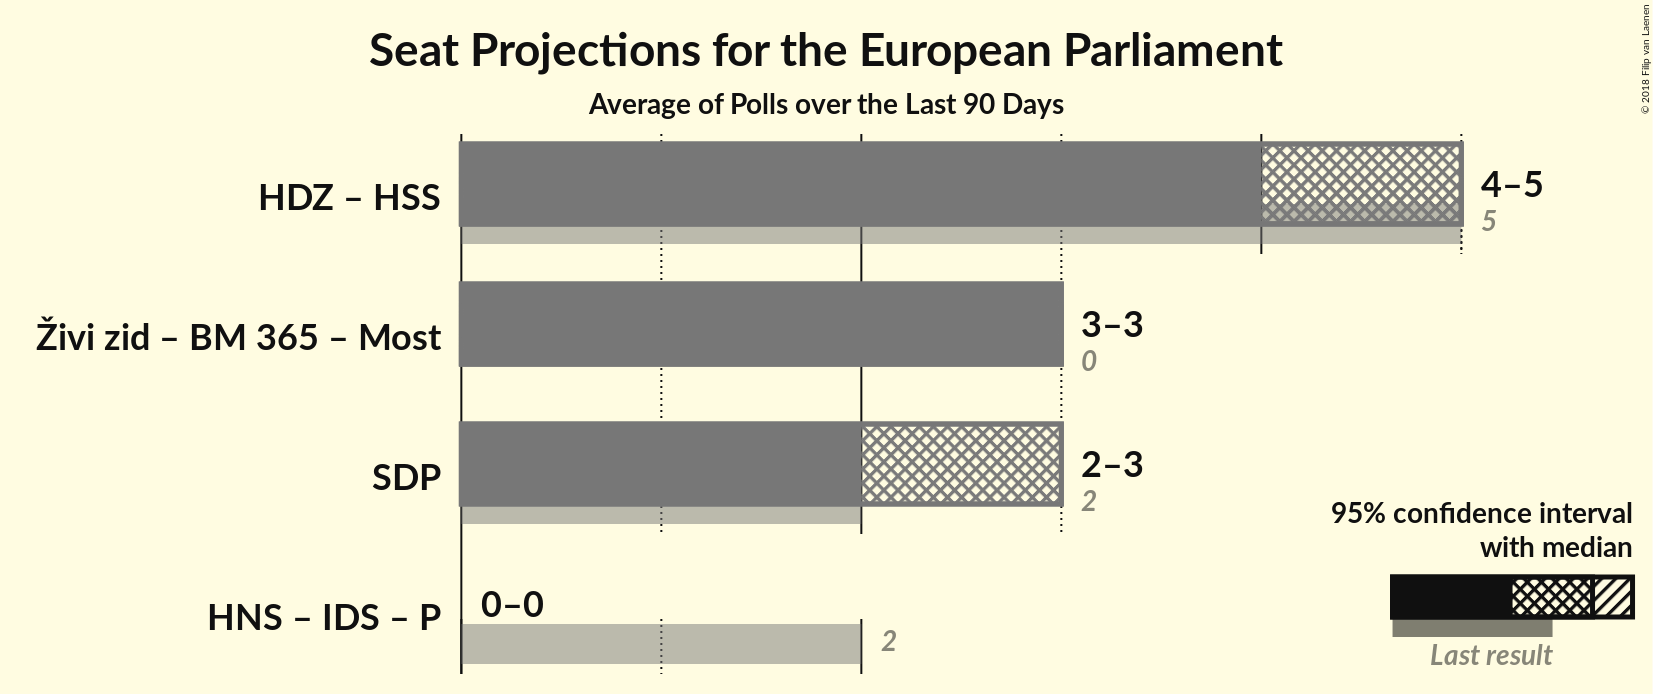 Seat Projections for the European Parliament
Average of Polls over the Last 90 Days
© 2018 Filip van Laenen
HDZ – HSS
4–5
5
Živi zid – BM 365 – Most
3–3
0
SDP
2–3
2
HNS – IDS – P
0–0
2
95% confidence interval
with median
Last result